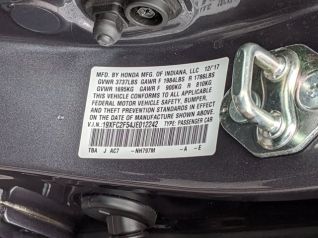 MFD. BY HONDA MFG. OF INDIANA, LLC 12/17
GVWR 3737LBS GAWR F 1984LBS R 1786LBS
GVWR 1695KG GAWR F 900KG R 810KG
THIS VEHICLE CONFORMS TO ALL APPLICABLE
FEDERAL MOTOR VEHICLE SAFETY, BUMPER,
AND THEFT PREVENTION STANDARDS IN EFFECT
ON THE DATE OF MANUFACTURE SHOWN ABOVE.
V.I.N.:19XFC2F54JE012242 TYPE: PASSENGER CAR
TBA J AC7 -NH797M -A -E